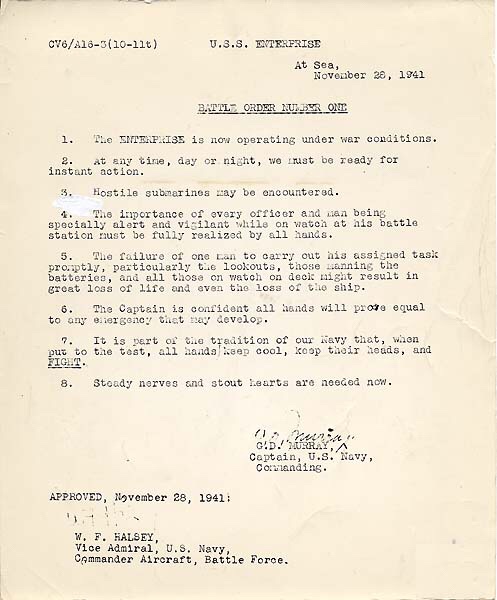 CV6/A16-3(10-11t) U.S.S. ENTERPRISE
At Sea,
November 28, 1941
BATTLE ORDER NUMBER ONE
1. The ENTERPRISE is now operating under war conditions.
2. At any time, day or night, we must be ready for
instant action.
3. Hostile submarines may be encountered.
4. The importance of every officer and man being
specially alert and vigilant while on watch at his battle
station must be fully realized by all hands.
5. The failure of one man to carry out his assigned task
promptly, particularly the lookouts, those manning the
batteries, and all those on watch on deck might result in
great loss of life and even the loss of the ship.
6. The Captain is confident all hands will prove equal
to any emergency that may develop.
7. It is part of the tradition of our Navy that, when
put to the test, all hands keep cool, keep their heads, and
FIGHT.
8. Steady nerves and stout hearts are needed now.
G.D. MURRAY,
Captain, U.S. Navy,
Commanding.
APPROVED, November 28, 1941:
W. F. HALSEY,
Vice Admiral, U.S. Navy,
Commander Aircraft, Battle Force.